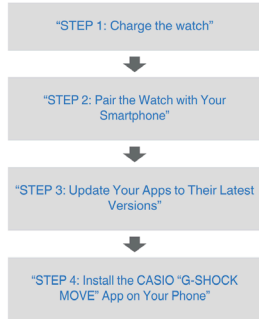 “STEP 1: Charge the watch”
“STEP 2: Pair the Watch with Your
Smartphone”
“STEP 3: Update Your Apps to Their Latest
Versions”
“STEP 4: Install the CASIO “G-SHOCK
MOVE” App on Your Phone”